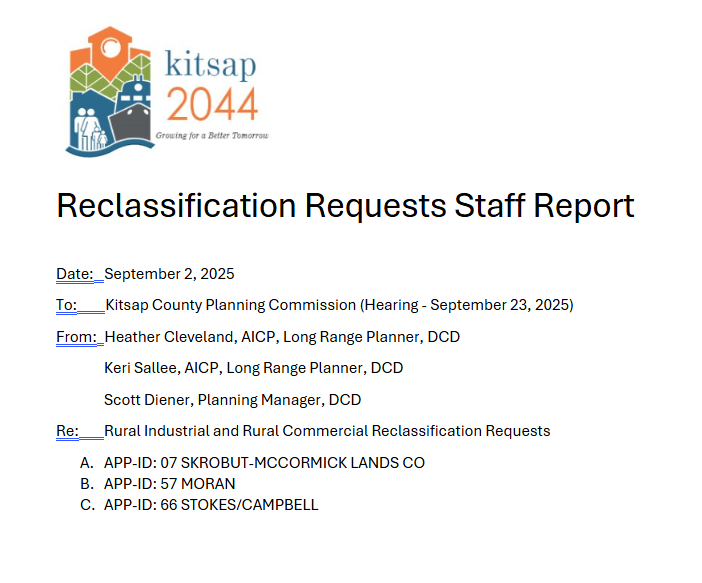 kitsap
2044
Growing for a Better Tomorrow
Reclassification Requests Staff Report
Date: September 2, 2025
To: Kitsap County Planning Commission (Hearing - September 23, 2025)
From: Heather Cleveland, AICP, Long Range Planner, DCD
Keri Sallee, AICP, Long Range Planner, DCD
Scott Diener, Planning Manager, DCD
Re: Rural Industrial and Rural Commercial Reclassification Requests
A. APP-ID: 07 SKROBUT-MCCORMICK LANDS CO
B. APP-ID: 57 MORAN
C. APP-ID: 66 STOKES/CAMPBELL